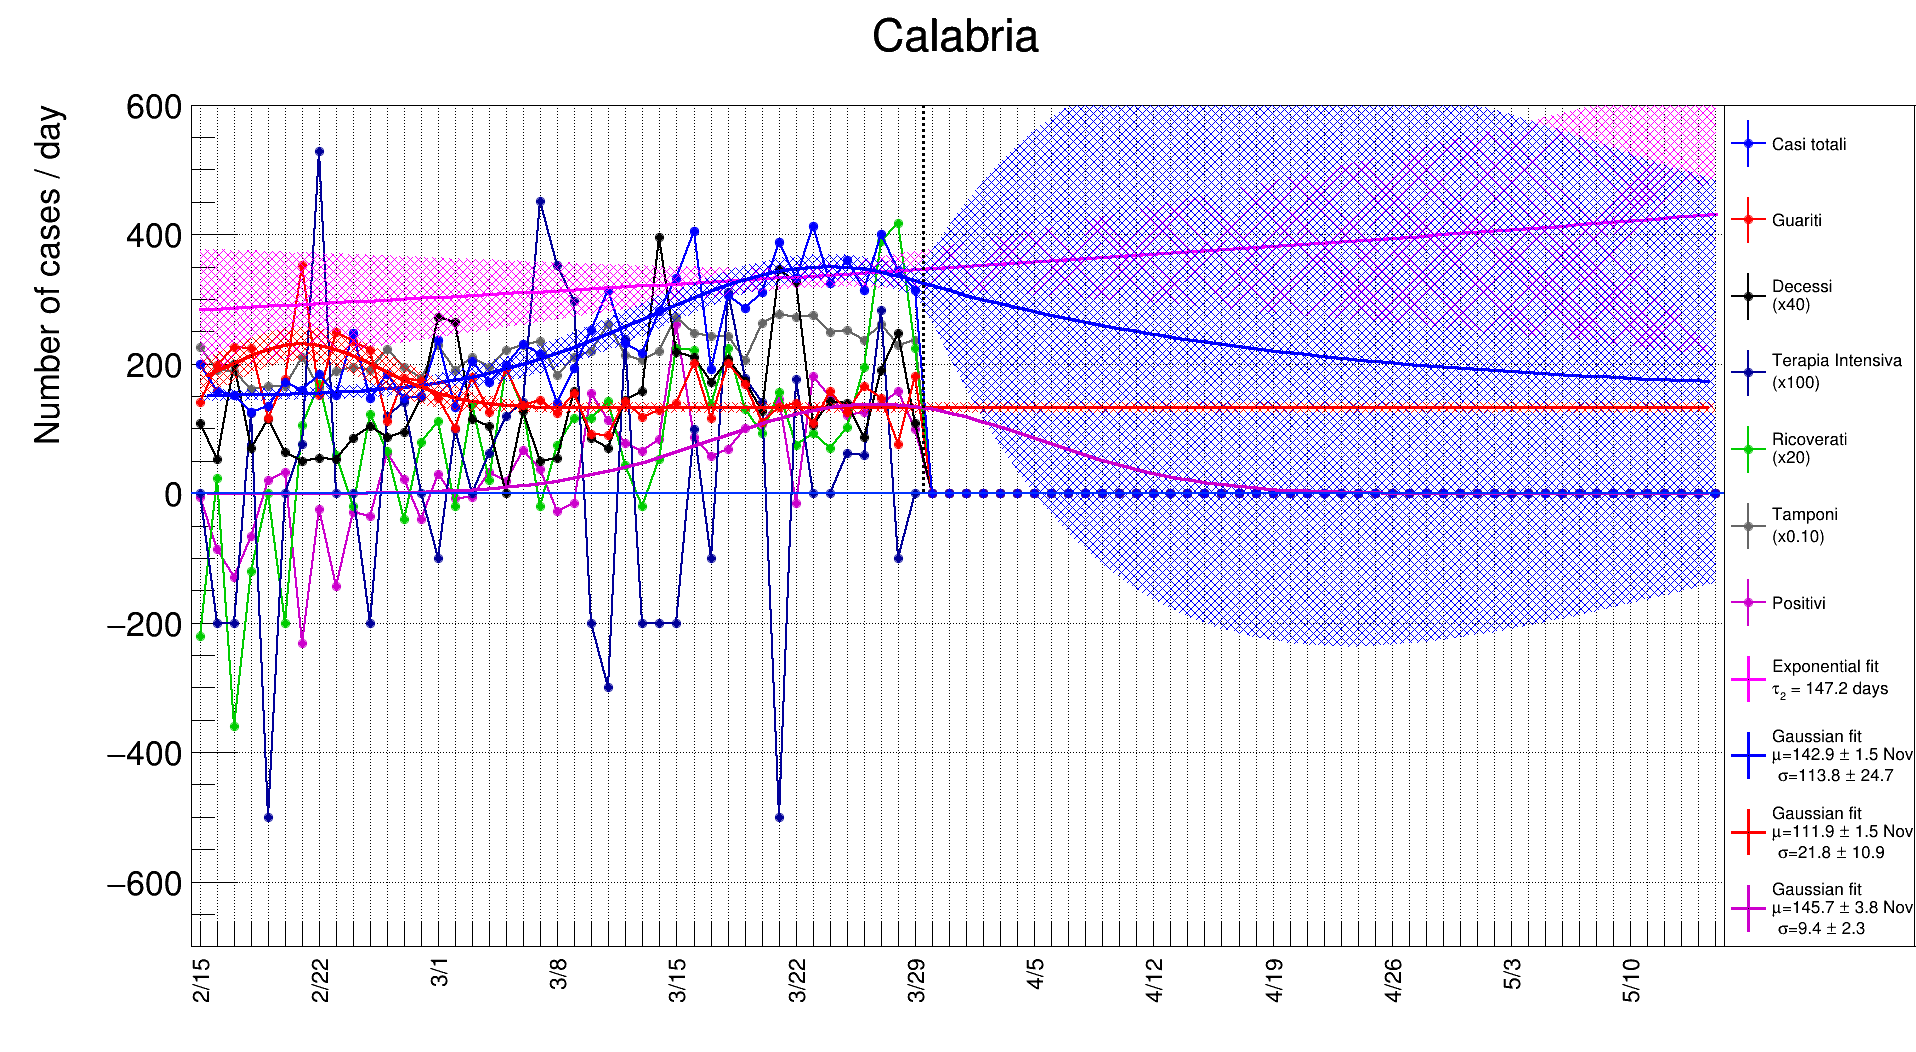 Calabria
Number of cases / day
600
400
200
0
−200
−400
−600
2/15
2/22
3/1
3/8
3/15
3/22
3/29
4/5
4/12
4/19
4/26
5/3
5/10
Casi totali
Guariti
Decessi
(x40)
Terapia Intensiva
(x100)
Ricoverati
(x20)
Tamponi
(x0.10)
Positivi
Exponential fit
τ2 = 147.2 days
Gaussian fit
μ=142.9 ± 1.5 Nov
σ=113.8 ± 24.7
Gaussian fit
μ=111.9 ± 1.5 Nov
σ=21.8 ± 10.9
Gaussian fit
μ=145.7 ± 3.8 Nov
σ=9.4 ± 2.3